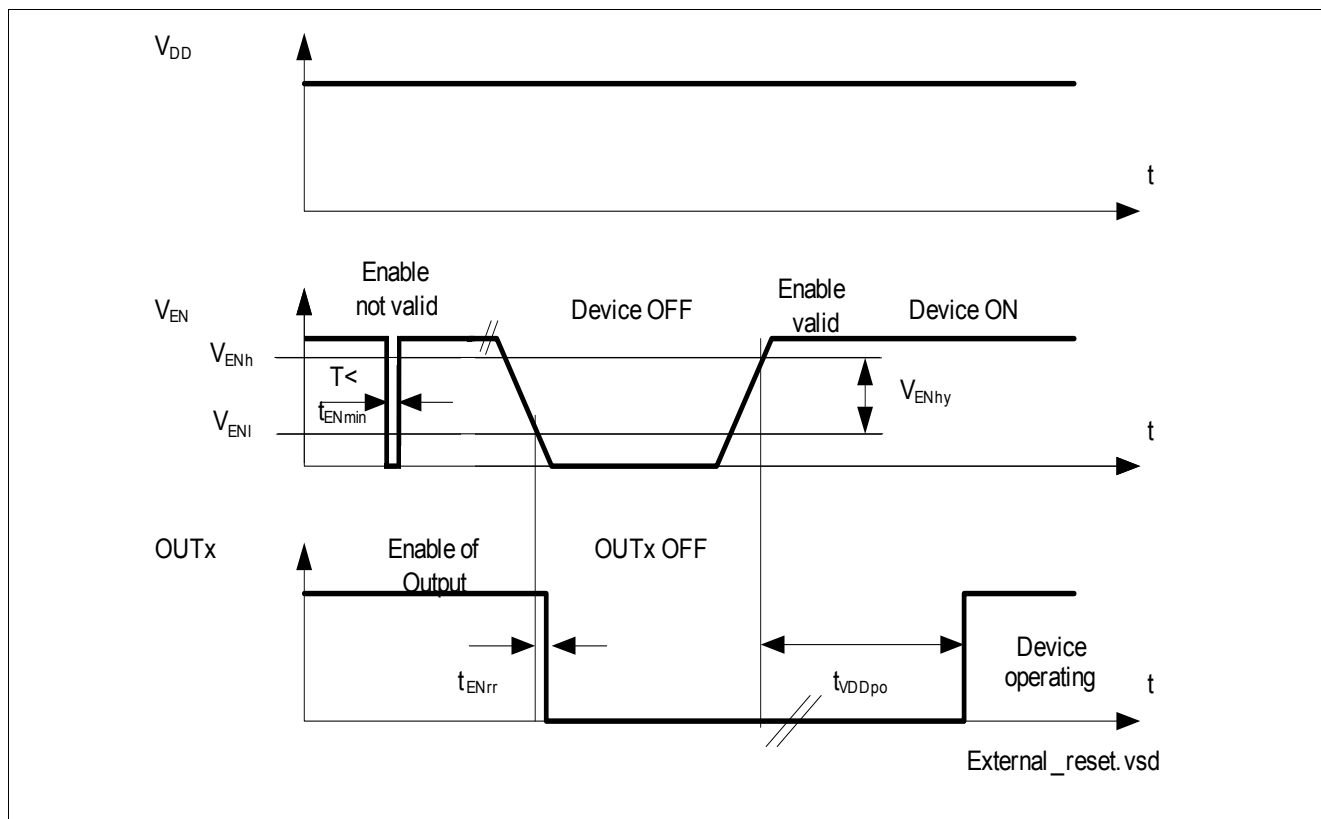 VDD
t
Enable
not valid
VEN
Device OFF
Enable
valid
Device ON
VENh
T<
tENmin
VENhy
VENl
t
OUTx
Enable of
Output
OUTx OFF
tENrr
tVDDpo
Device
operating
t
External_reset.vsd